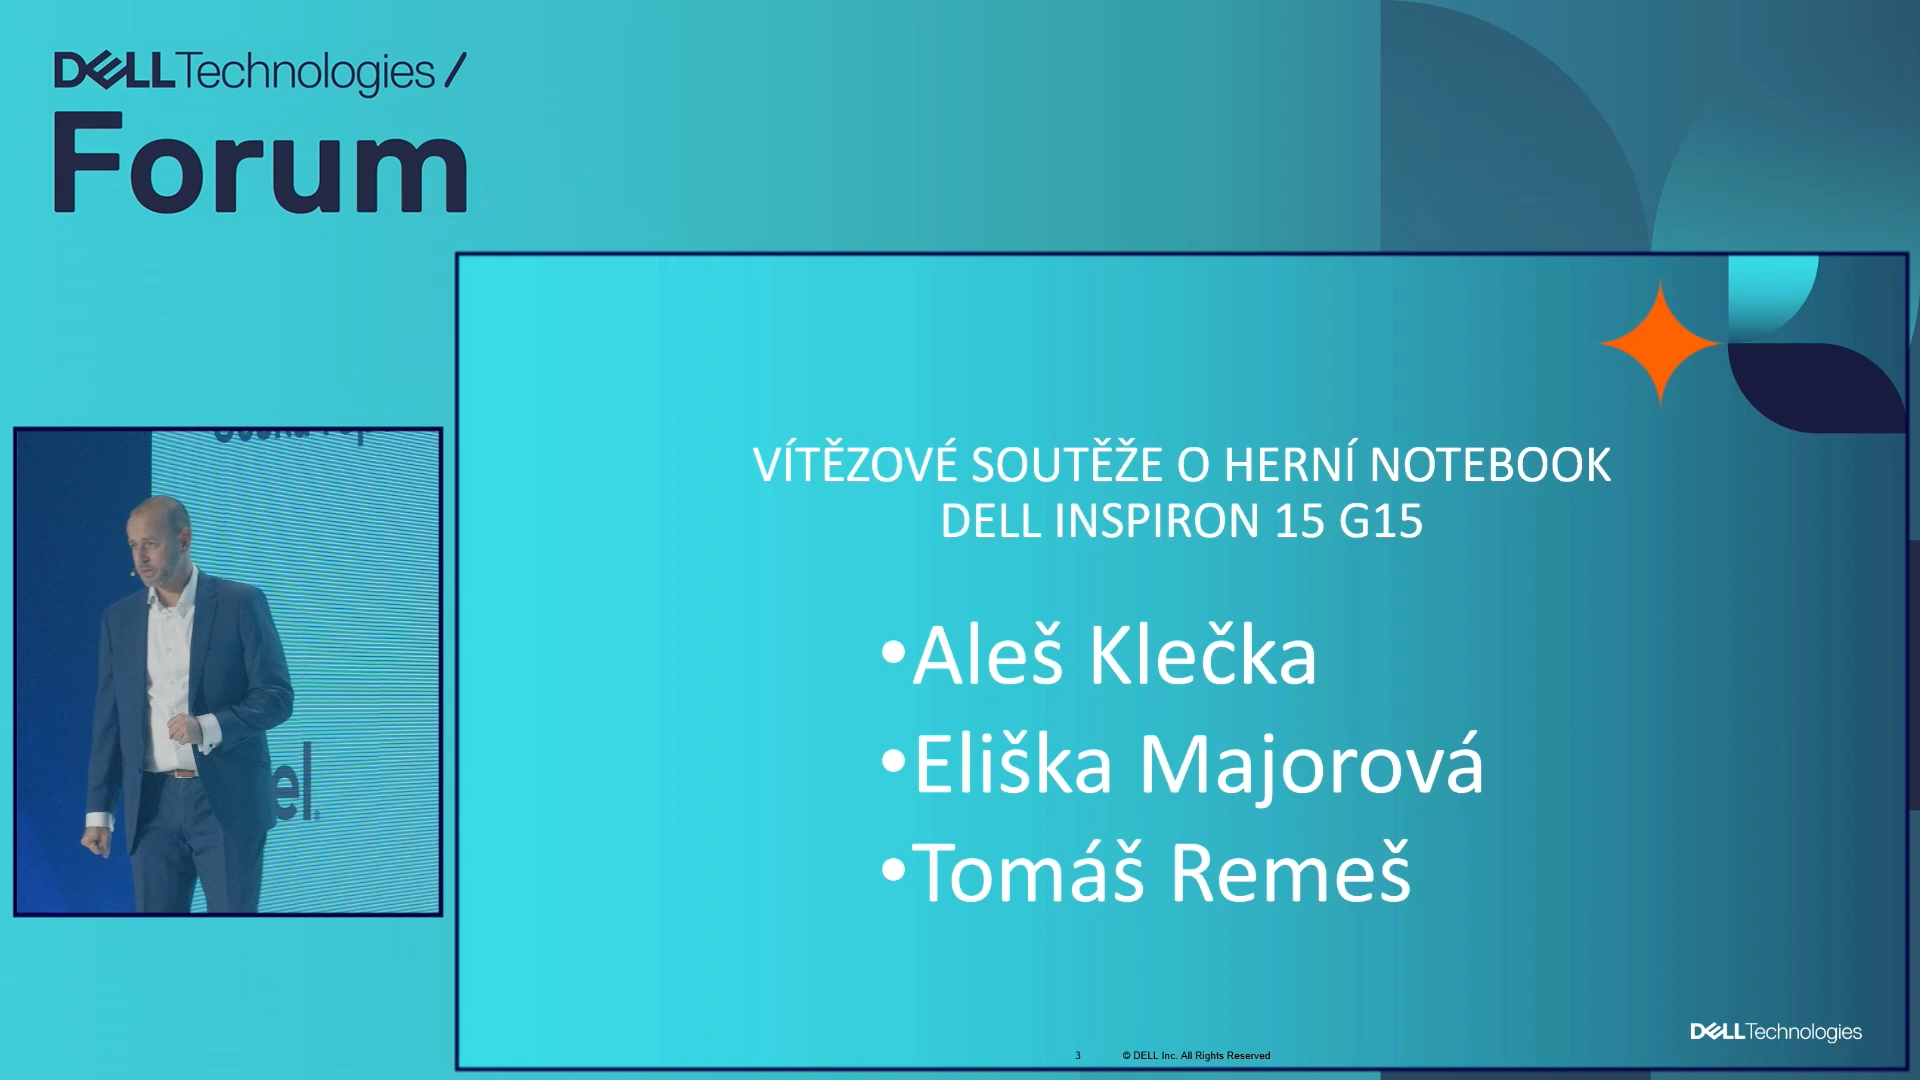 DELL Technologies /
Forum
VÍTĚZOVÉ SOUTĚŽE O HERNÍ NOTEBOOK
DELL INSPIRON 15 G15
•Aleš Klečka
•Eliška Majorová
•Tomáš Remeš
DELL Technologies
3 © DELL Inc. All Rights Reserved